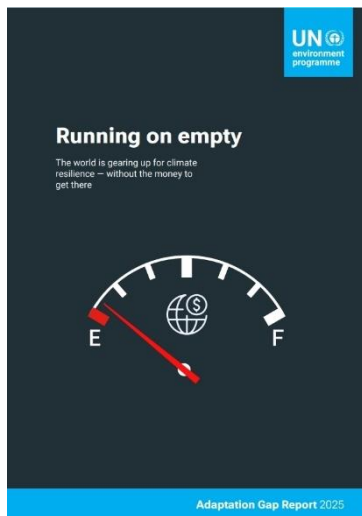 UN
environment
programme
Running on empty
The world is gearing up for climate
resilience — without the money to
get there
$
E
F
Adaptation Gap Report 2025